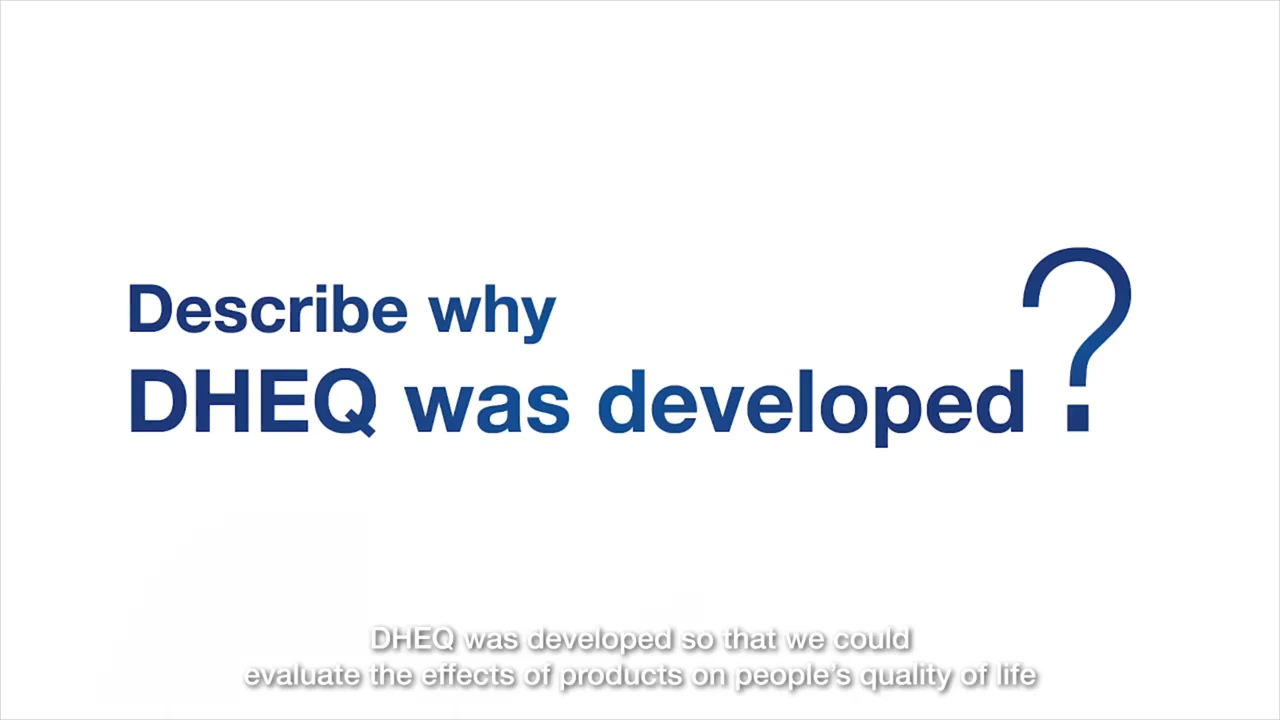 Describe why
DHEQ was developed?
DHEQ was developed so that we could
evaluate the effects of products on people's quality of life